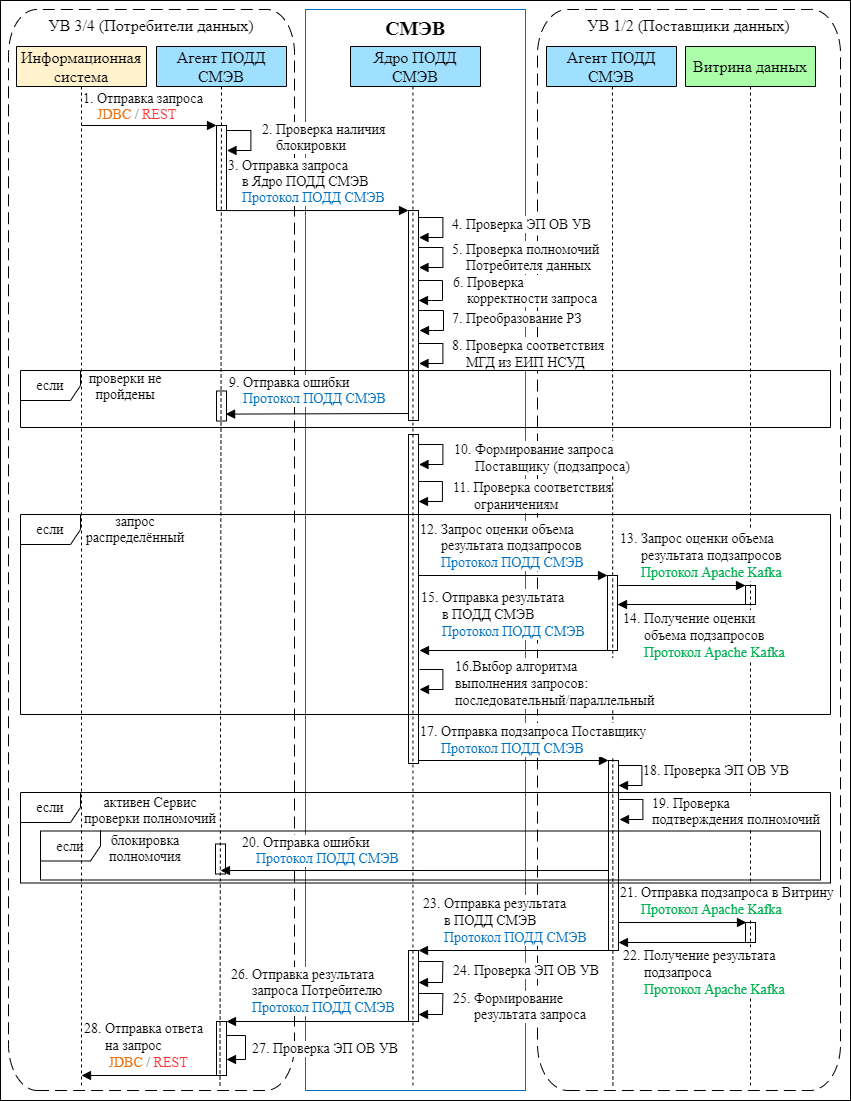 УВ 3/4 (Потребители данных)
СМЭВ
УВ 1/2 (Поставщики данных)
Информационная
система
Агент ПОДД
СМЭВ
Ядро ПОДД
СМЭВ
Агент ПОДД
СМЭВ
Витрина данных
1. Отправка запроса
JDBC / REST
2. Проверка наличия
блокировки
3. Отправка запроса
в Ядро ПОДД СМЭВ
Протокол ПОДД СМЭВ
4. Проверка ЭП ОВ УВ
5. Проверка полномочий
Потребителя данных
6. Проверка
корректности запроса
7. Преобразование РЗ
8. Проверка соответствия
МГД из ЕИП НСУД
если
проверки не
пройдены
9. Отправка ошибки
Протокол ПОДД СМЭВ
10. Формирование запроса
Поставщику (подзапроса)
11. Проверка соответствия
ограничениям
если
запрос
распределённый
12. Запрос оценки объема
результата подзапросов
Протокол ПОДД СМЭВ
13. Запрос оценки объема
результата подзапросов
Протокол Apache Kafka
14. Получение оценки
объема подзапросов
Протокол Apache Kafka
15. Отправка результата
в ПОДД СМЭВ
Протокол ПОДД СМЭВ
16.Выбор алгоритма
выполнения запросов:
последовательный/параллельный
17. Отправка подзапроса Поставщику
Протокол ПОДД СМЭВ
18. Проверка ЭП ОВ УВ
если
активен Сервис
проверки полномочий
19. Проверка
подтверждения полномочий
если
блокировка
полномочия
20. Отправка ошибки
Протокол ПОДД СМЭВ
21. Отправка подзапроса в Витрину
Протокол Apache Kafka
22. Получение результата
подзапроса
Протокол Apache Kafka
23. Отправка результата
в ПОДД СМЭВ
Протокол ПОДД СМЭВ
24. Проверка ЭП ОВ УВ
25. Формирование
результата запроса
26. Отправка результата
запроса Потребителю
Протокол ПОДД СМЭВ
27. Проверка ЭП ОВ УВ
28. Отправка ответа
на запрос
JDBC / REST